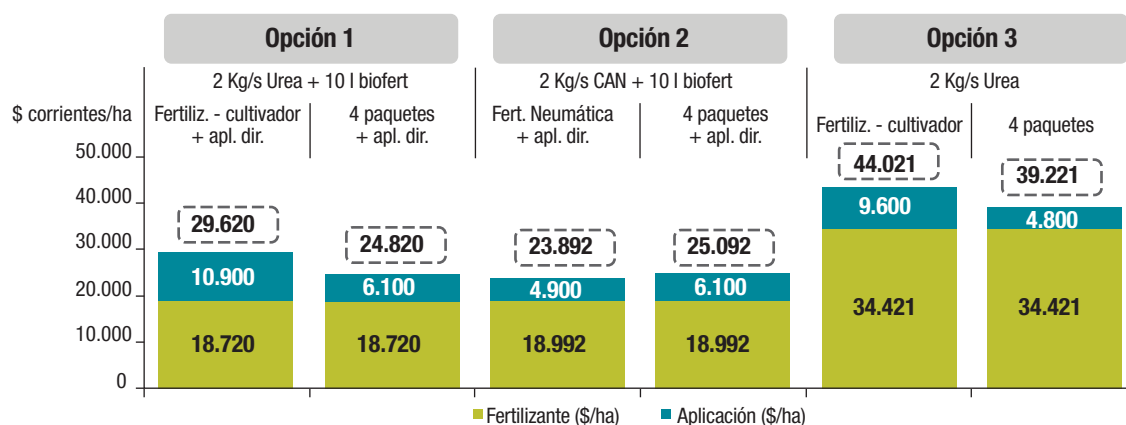 Opción 1
Opción 2
Opción 3
2 Kg/s Urea + 10 l biofert
2 Kg/s CAN + 10 l biofert
2 Kg/s Urea
$ corrientes/ha
Fertiliz. - cultivador
+ apl. dir.
4 paquetes
+ apl. dir.
Fert. Neumática
+ apl. dir.
4 paquetes
+ apl. dir.
Fertiliz. - cultivador
4 paquetes
50.000
40.000
30.000
20.000
10.000
0
29.620
10.900
18.720
24.820
6.100
18.720
23.892
4.900
18.992
25.092
6.100
18.992
44.021
9.600
34.421
39.221
4.800
34.421
Fertilizante ($/ha)
Aplicación ($/ha)